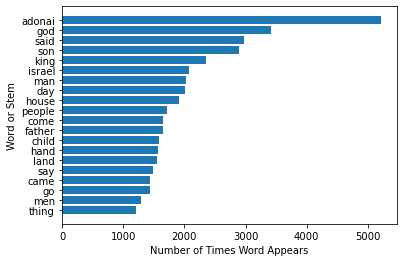 adonai
god
said
son
king
israel
man
day
house
people
come
father
child
hand
land
say
came
go
men
thing
Word or Stem
0 1000 2000 3000 4000 5000
Number of Times Word Appears